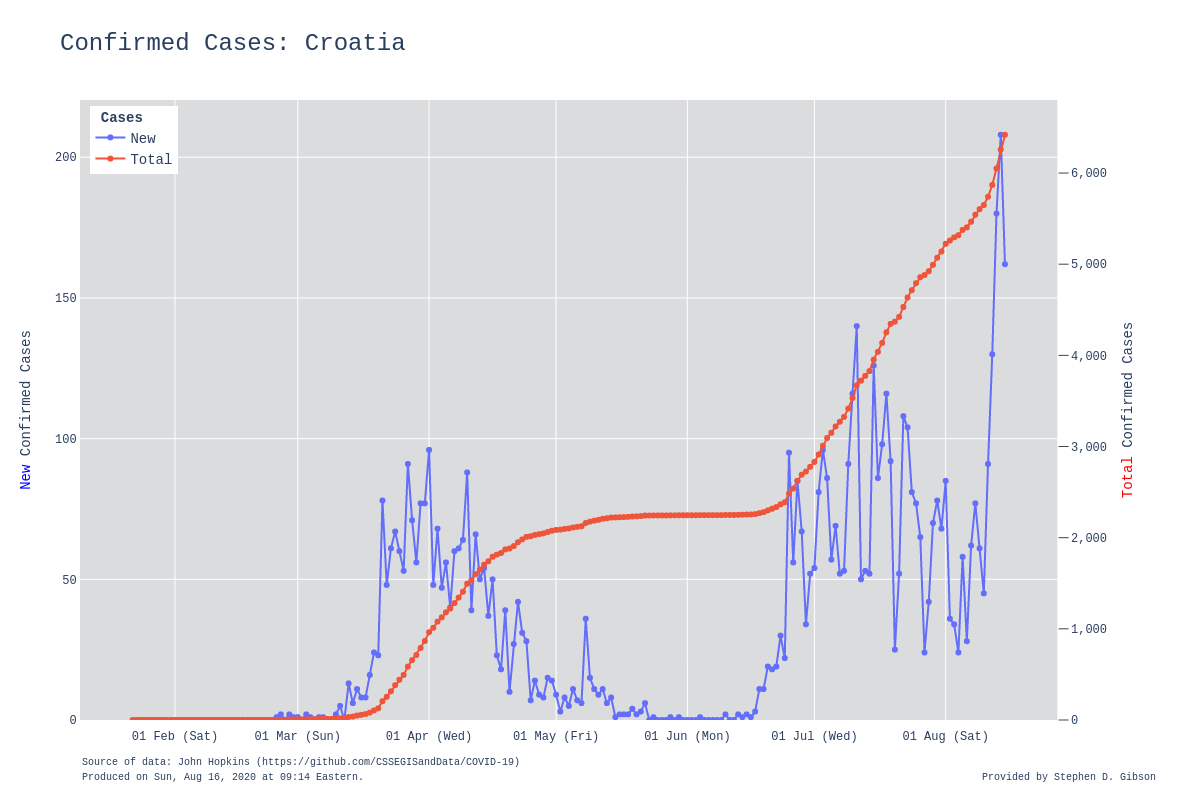 Confirmed Cases: Croatia
Cases
New
Total
200
150
100
50
0
6,000
5,000
4,000
3,000
2,000
1,000
0
New Confirmed Cases
Total Confirmed Cases
01 Feb (Sat)
01 Mar (Sun)
01 Apr (Wed)
01 May (Fri)
01 Jun (Mon)
01 Jul (Wed)
01 Aug (Sat)
Source of data: John Hopkins (https://github.com/CSSEGISandData/COVID-19)
Produced on Sun, Aug 16, 2020 at 09:14 Eastern.
Provided by Stephen D. Gibson